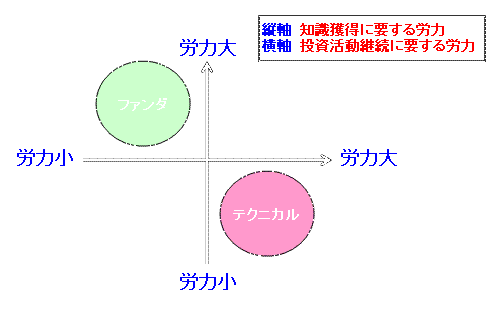 縦軸 知識獲得に要する労力
横軸 投資活動継続に要する労力
労力大
ファンダ
労力小
労力大
テクニカル
労力小